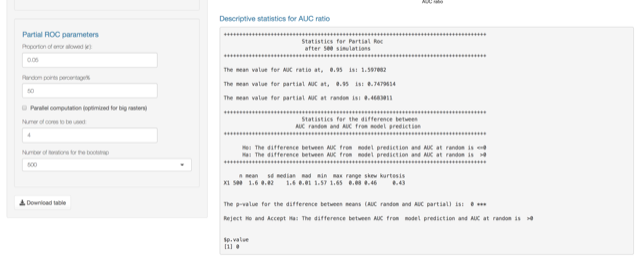 AUC ratio
Descriptive statistics for AUC ratio
Partial ROC parameters
Proportion of error allowed (e):
0.05
Random points percentage%
50
Parallel computation (optimized for big rasters)
Numer of cores to be used:
4
Number of iterations for the bootstrap
500
Download table
**********************************************************************************
Statistics for Partial Roc
after 500 simulations
**********************************************************************************
The mean value for AUC ratio at, 0.95 is: 1.597082
The mean value for partial AUC at, 0.95 is: 0.7479614
The mean value for partial AUC at random is: 0.4683011
**********************************************************************************
Statistics for the difference between
AUC random and AUC from model prediction
**********************************************************************************
Ho: The difference between AUC from model prediction and AUC at random is <=0
Ha: The difference between AUC from model prediction and AUC at random is >0
**********************************************************************************
n mean sd median mad min max range skew kurtosis
X1 500 1.6 0.02 1.6 0.01 1.57 1.65 0.08 0.46 0.43
The p-value for the difference between means (AUC random and AUC partial) is: 0 ***
Reject Ho and Accept Ha: The difference between AUC from model prediction and AUC at random is >0
$p.value
[1] 0